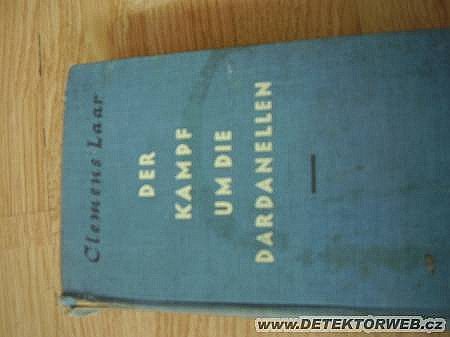 Clemens Laar
DER
KAMPF
UM DIE
DARDANELLEN
WWW.DETEKTORWEB.CZ